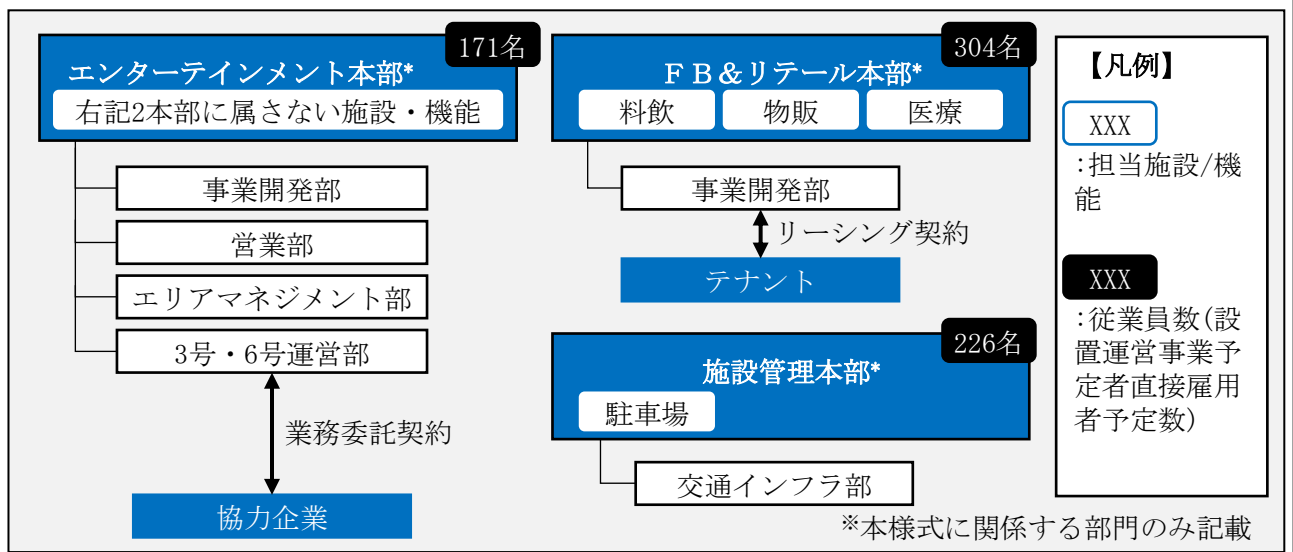 171名
エンターテインメント本部*
右記2本部に属さない施設・機能
事業開発部
営業部
エリアマネジメント部
3号・6号運営部
業務委託契約
協力企業
304名
ＦＢ&リテール本部*
料飲
物販
医療
事業開発部
リーシング契約
テナント
226名
施設管理本部*
駐車場
交通インフラ部
【凡例】
XXX
:担当施設/機
能
XXX
:従業員数(設
置運営事業予
定者直接雇用
者予定数)
※本様式に関係する部門のみ記載